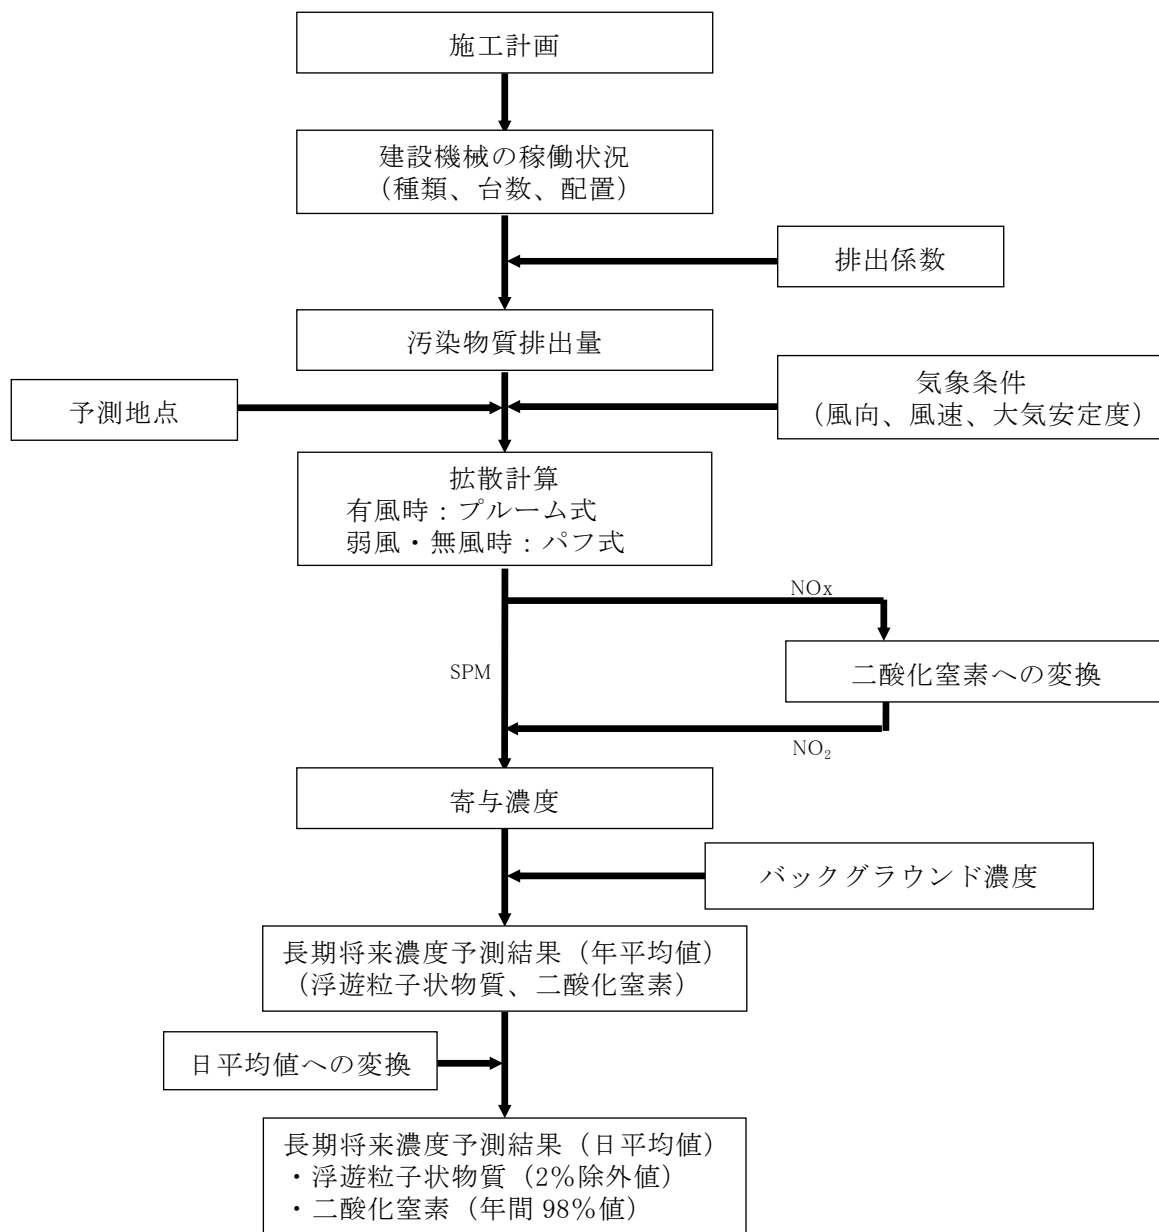 施工計画
建設機械の稼働状況
（種類、台数、配置）
排出係数
汚染物質排出量
予測地点
気象条件
（風向、風速、大気安定度）
拡散計算
有風時：プルーム式
弱風・無風時：パフ式
NOx
SPM
二酸化窒素への変換
NO₂
寄与濃度
バックグラウンド濃度
長期将来濃度予測結果（年平均値）
（浮遊粒子状物質、二酸化窒素）
日平均値への変換
長期将来濃度予測結果（日平均値）
・浮遊粒子状物質（2％除外値）
・二酸化窒素（年間 98％値）